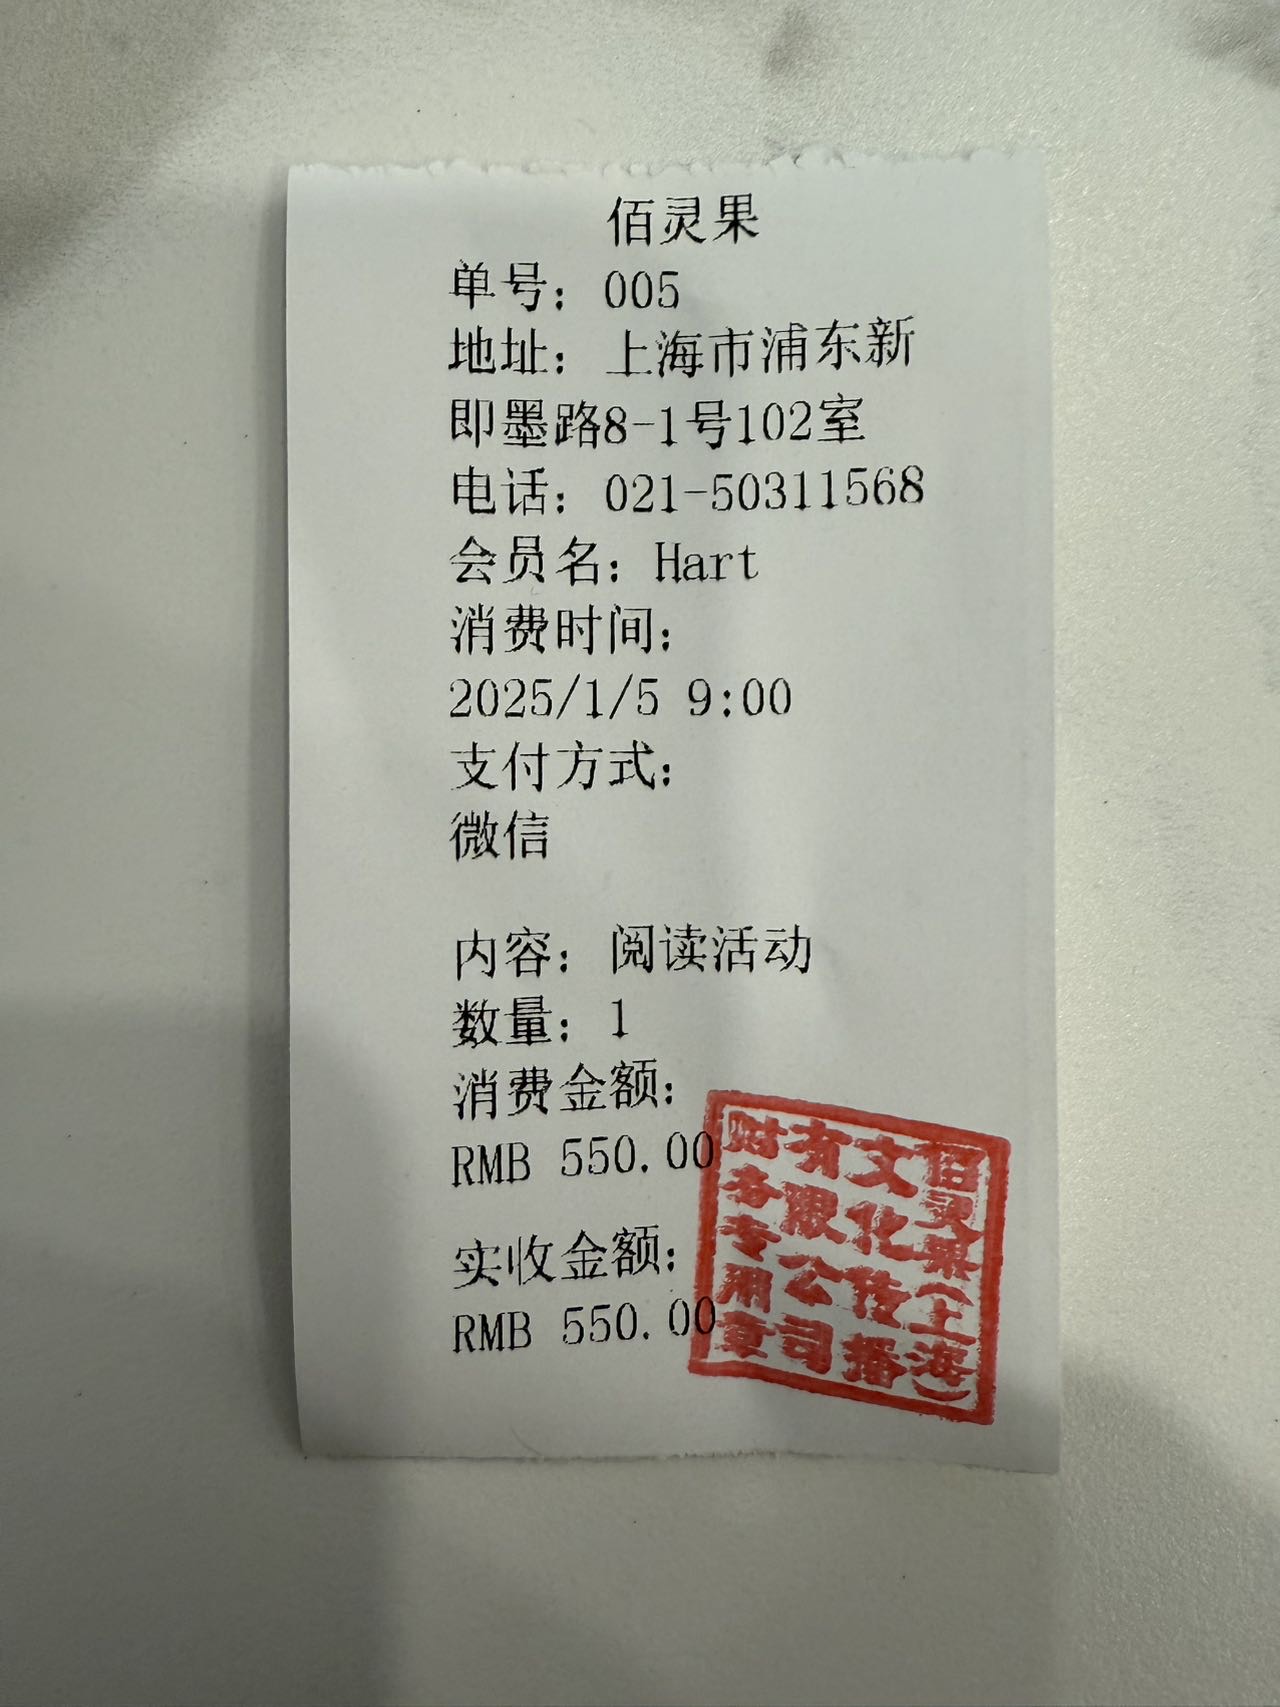 佰灵果
单号：005
地址：上海市浦东新
即墨路8-1号102室
电话：021-50311568
会员名：Hart
消费时间：
2025/1/5 9:00
支付方式：
微信
内容：阅读活动
数量：1
消费金额：
RMB 550.00
实收金额：
RMB 550.00
佰灵果(上海)
文化传播
有限公司
财务专用章